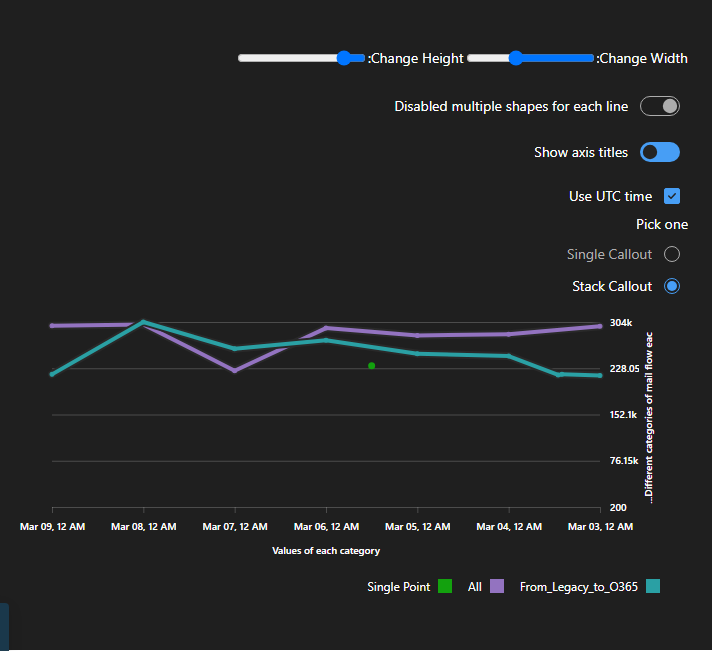 :Change Height :Change Width
Disabled multiple shapes for each line
Show axis titles
Use UTC time
Pick one
Single Callout
Stack Callout
304k
228.05
152.1k
76.15k
200
...Different categories of mail flow eac
Mar 09, 12 AM Mar 08, 12 AM Mar 07, 12 AM Mar 06, 12 AM Mar 05, 12 AM Mar 04, 12 AM Mar 03, 12 AM
Values of each category
Single Point All From_Legacy_to_O365